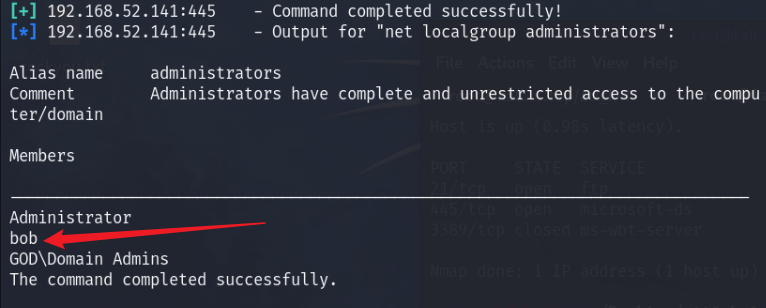 [+] 192.168.52.141:445    - Command completed successfully!
[*] 192.168.52.141:445    - Output for "net localgroup administrators":
Alias name     administrators
Comment        Administrators have complete and unrestricted access to the compu
ter/domain
Members
-------------------------------------------------------------------------------
Administrator
bob
GOD\Domain Admins
The command completed successfully.
File  Actions  Edit  View  Help
Host is up (0.98s latency).
PORT     STATE  SERVICE
21/tcp   open   ftp
445/tcp  open   microsoft-ds
3389/tcp closed ms-wbt-server
Nmap done: 1 IP address (1 host up)